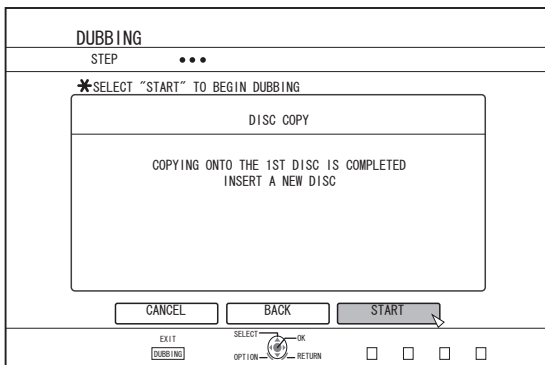 DUBBING
STEP
*SELECT "START" TO BEGIN DUBBING
DISC COPY
COPYING ONTO THE 1ST DISC IS COMPLETED
INSERT A NEW DISC
CANCEL BACK START
EXIT
DUBBING
SELECT OK
OPTION RETURN